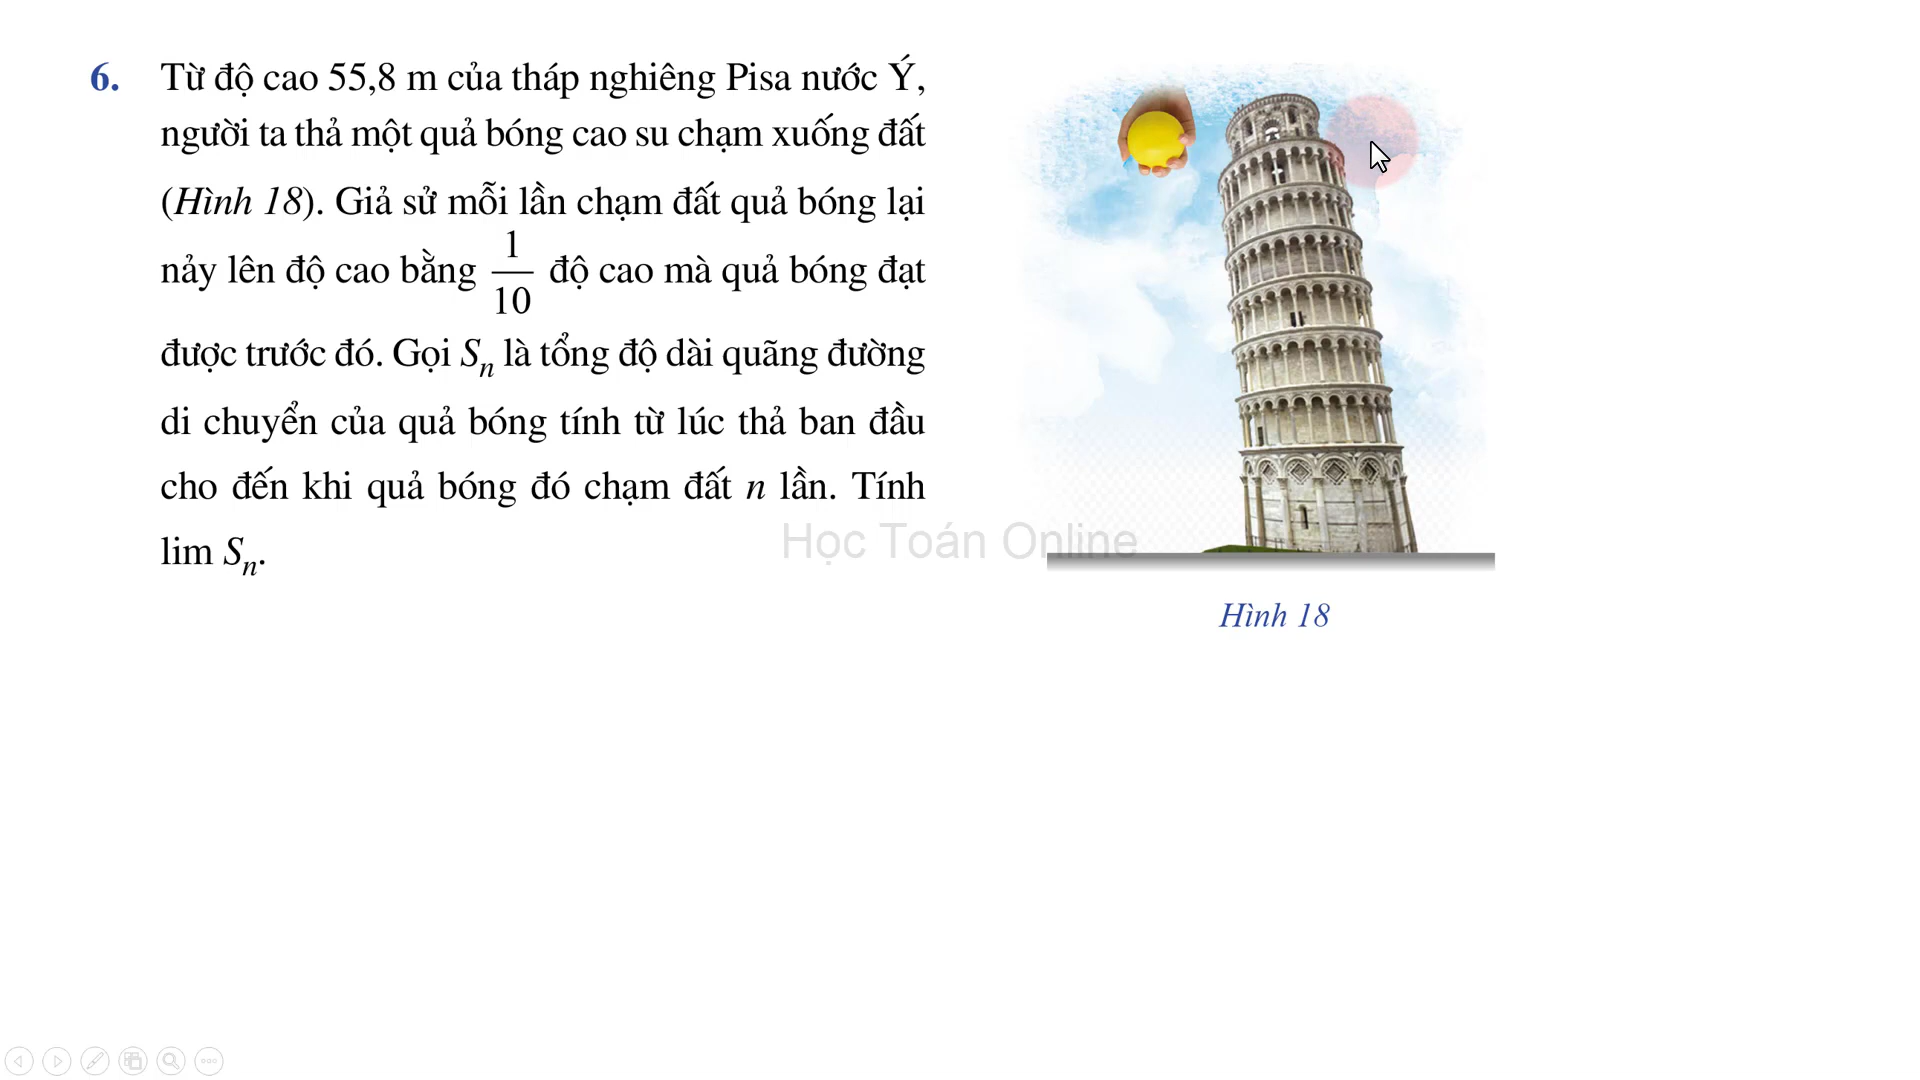 6. Từ độ cao 55,8 m của tháp nghiêng Pisa nước Ý,
người ta thả một quả bóng cao su chạm xuống đất
(Hình 18). Giả sử mỗi lần chạm đất quả bóng lại
nảy lên độ cao bằng 1/10 độ cao mà quả bóng đạt
được trước đó. Gọi Sₙ là tổng độ dài quãng đường
di chuyển của quả bóng tính từ lúc thả ban đầu
cho đến khi quả bóng đó chạm đất n lần. Tính
lim Sₙ.
Học Toán Online
Hình 18